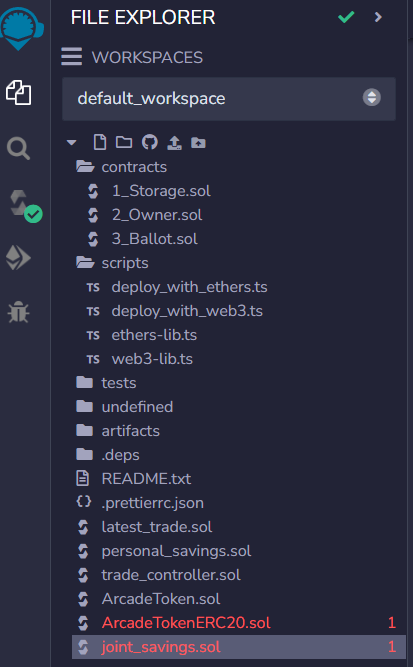 FILE EXPLORER
WORKSPACES
default_workspace
contracts
1_Storage.sol
2_Owner.sol
3_Ballot.sol
scripts
TS deploy_with_ethers.ts
TS deploy_with_web3.ts
TS ethers-lib.ts
TS web3-lib.ts
tests
undefined
artifacts
.deps
README.txt
{} .prettierrc.json
latest_trade.sol
personal_savings.sol
trade_controller.sol
ArcadeToken.sol
ArcadeTokenERC20.sol 1
joint_savings.sol 1